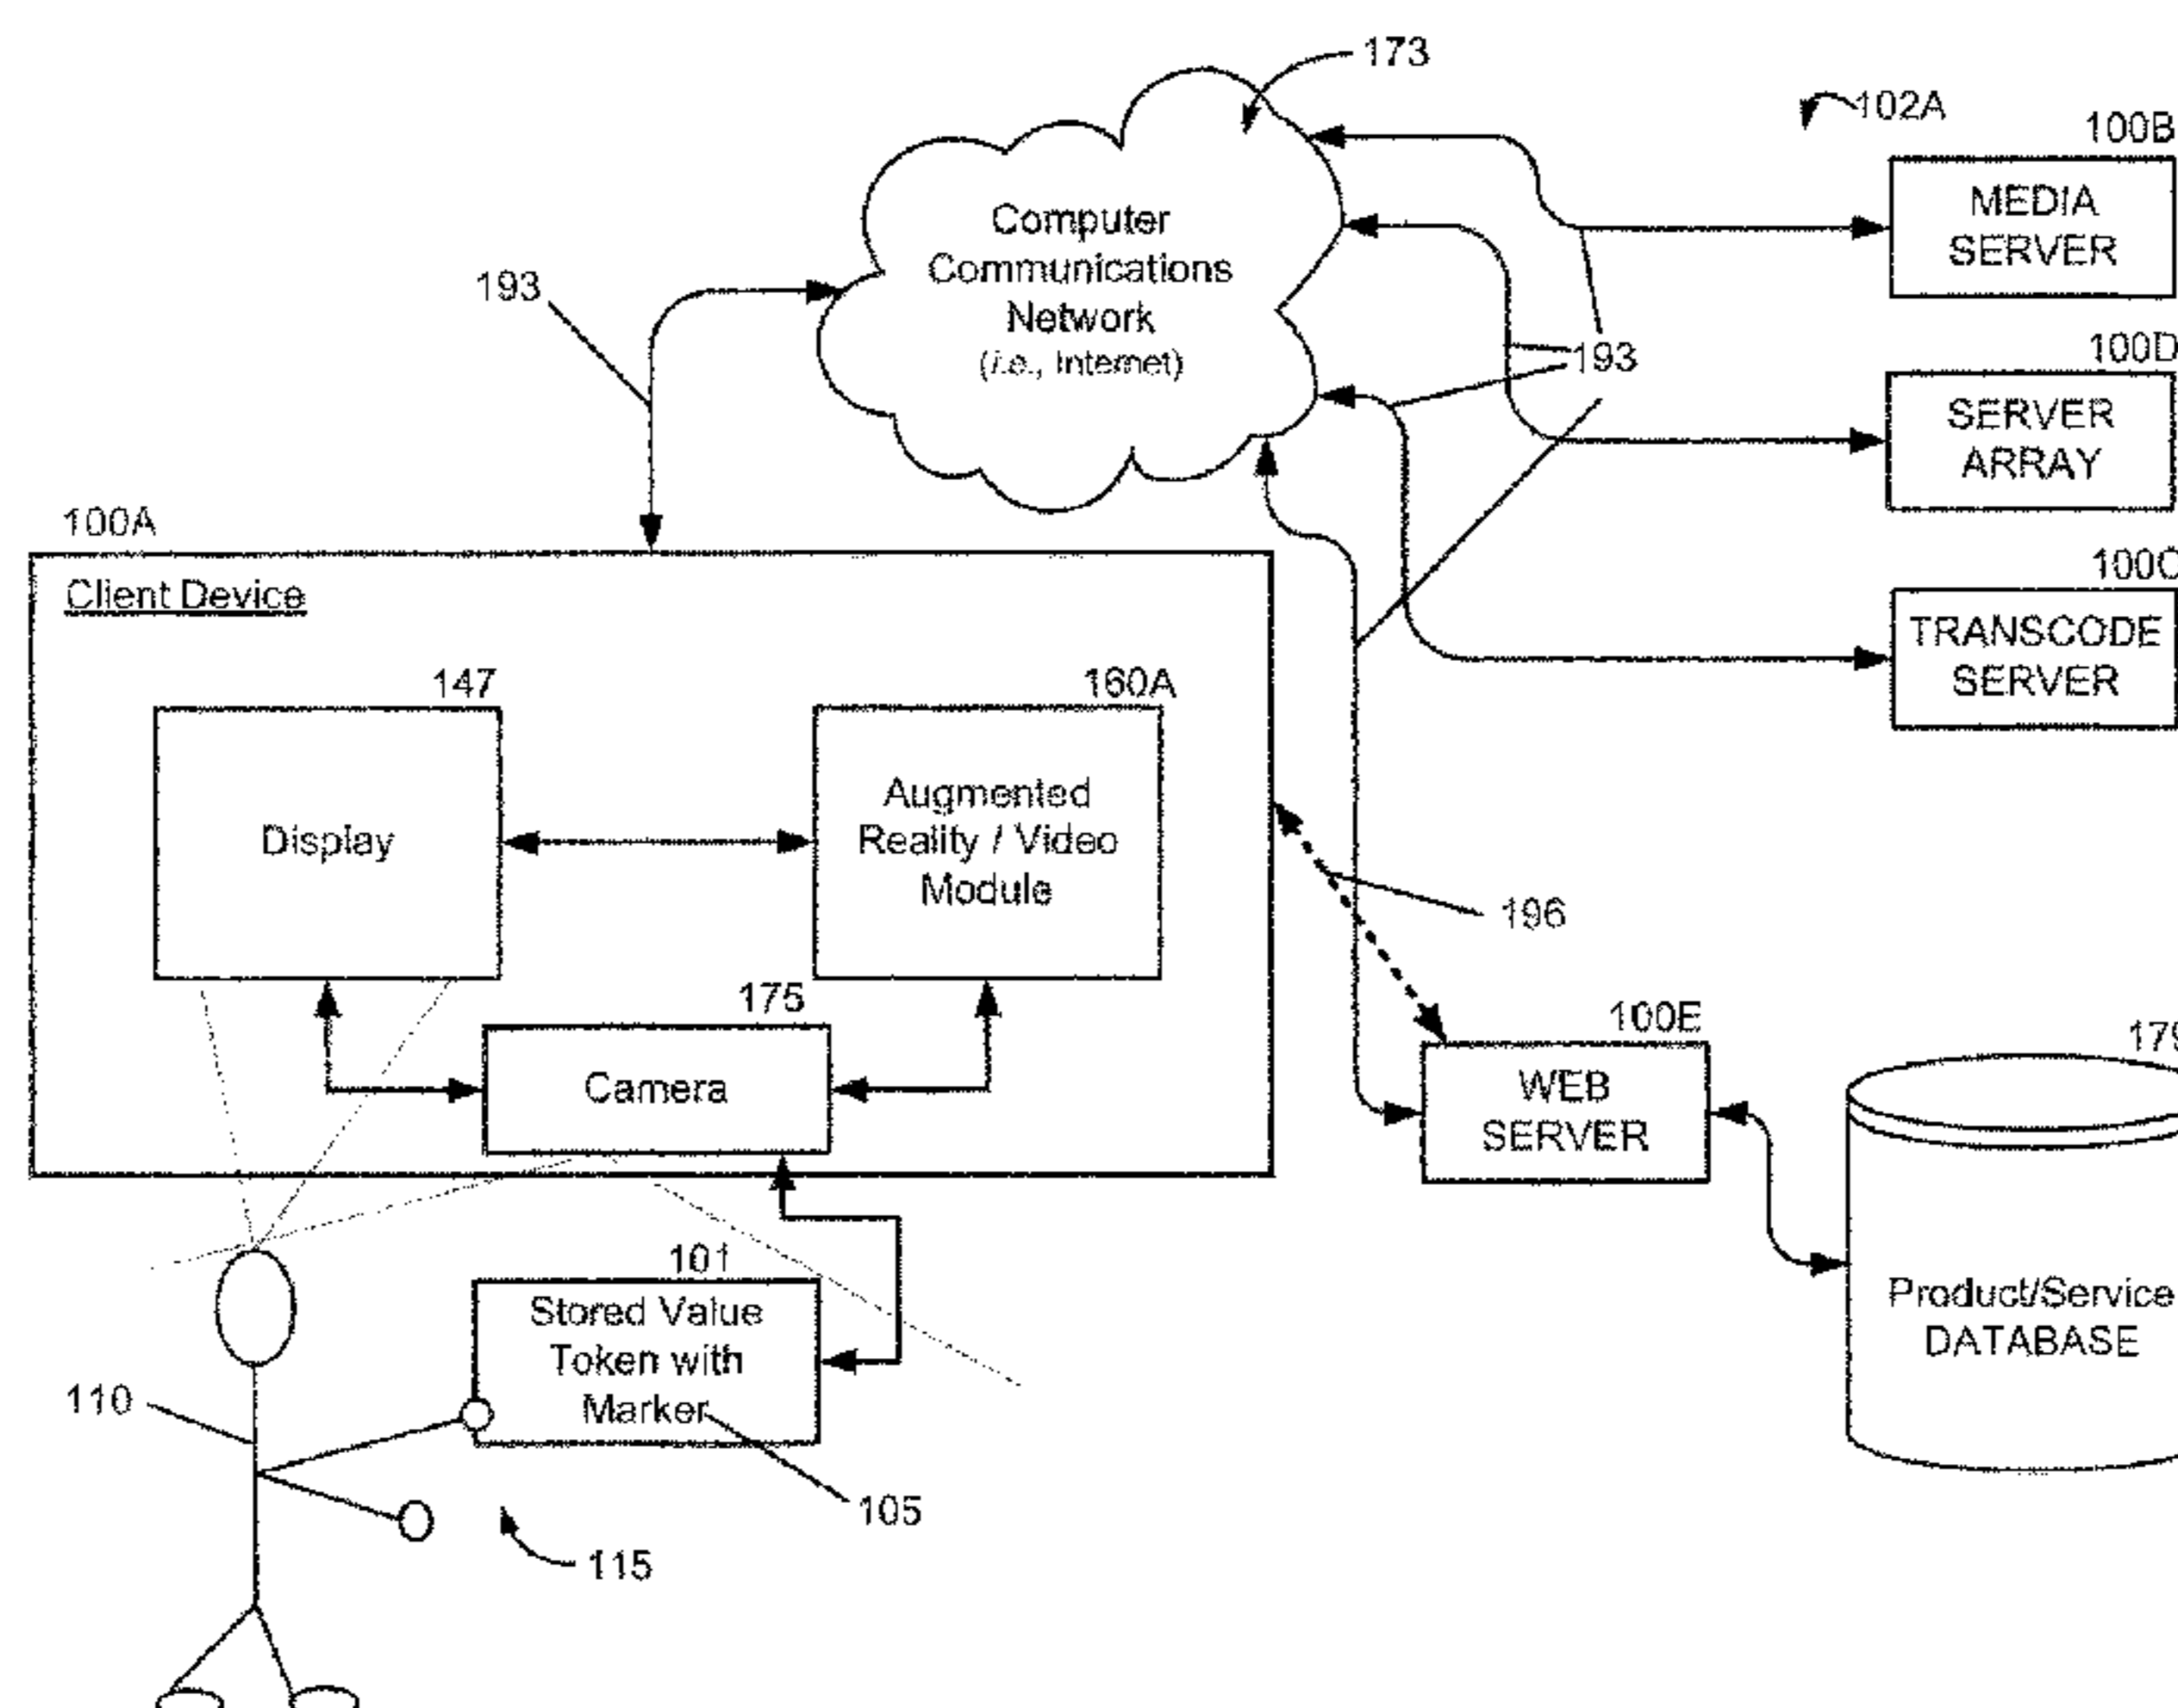 173
102A
100B
MEDIA
SERVER
Computer
Communications
Network
(i.e., Internet)
193
193
100D
SERVER
ARRAY
100A
Client Device
100C
TRANSCODE
SERVER
147
160A
Display
Augmented
Reality / Video
Module
196
175
Camera
100E
WEB
SERVER
179
Product/Service
DATABASE
101
Stored Value
Token with
Marker
110
105
115